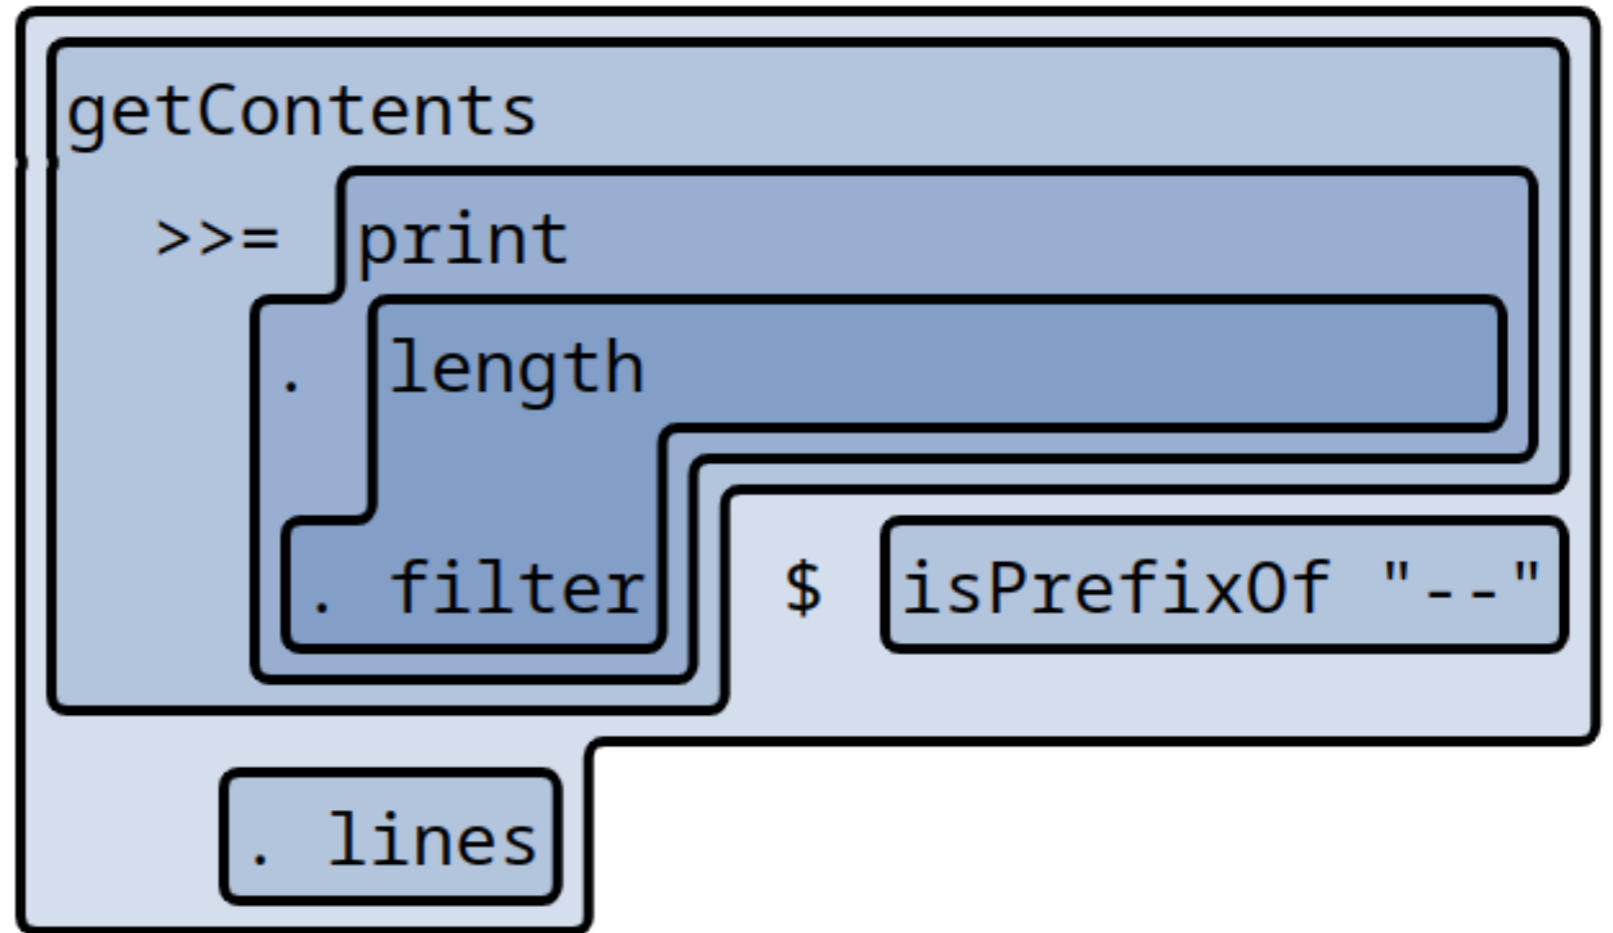 getContents
>>= print
. length
. filter $ isPrefixOf "--"
. lines